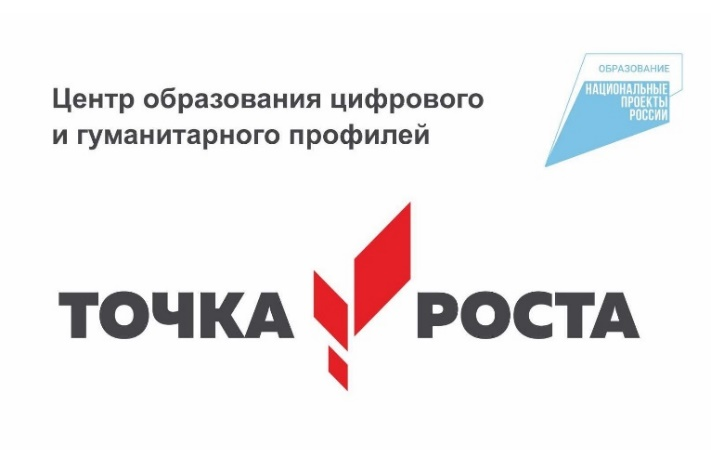 Центр образования цифрового
и гуманитарного профилей
ОБРАЗОВАНИЕ
НАЦИОНАЛЬНЫЕ
ПРОЕКТЫ
РОССИИ
ТОЧКА РОСТА